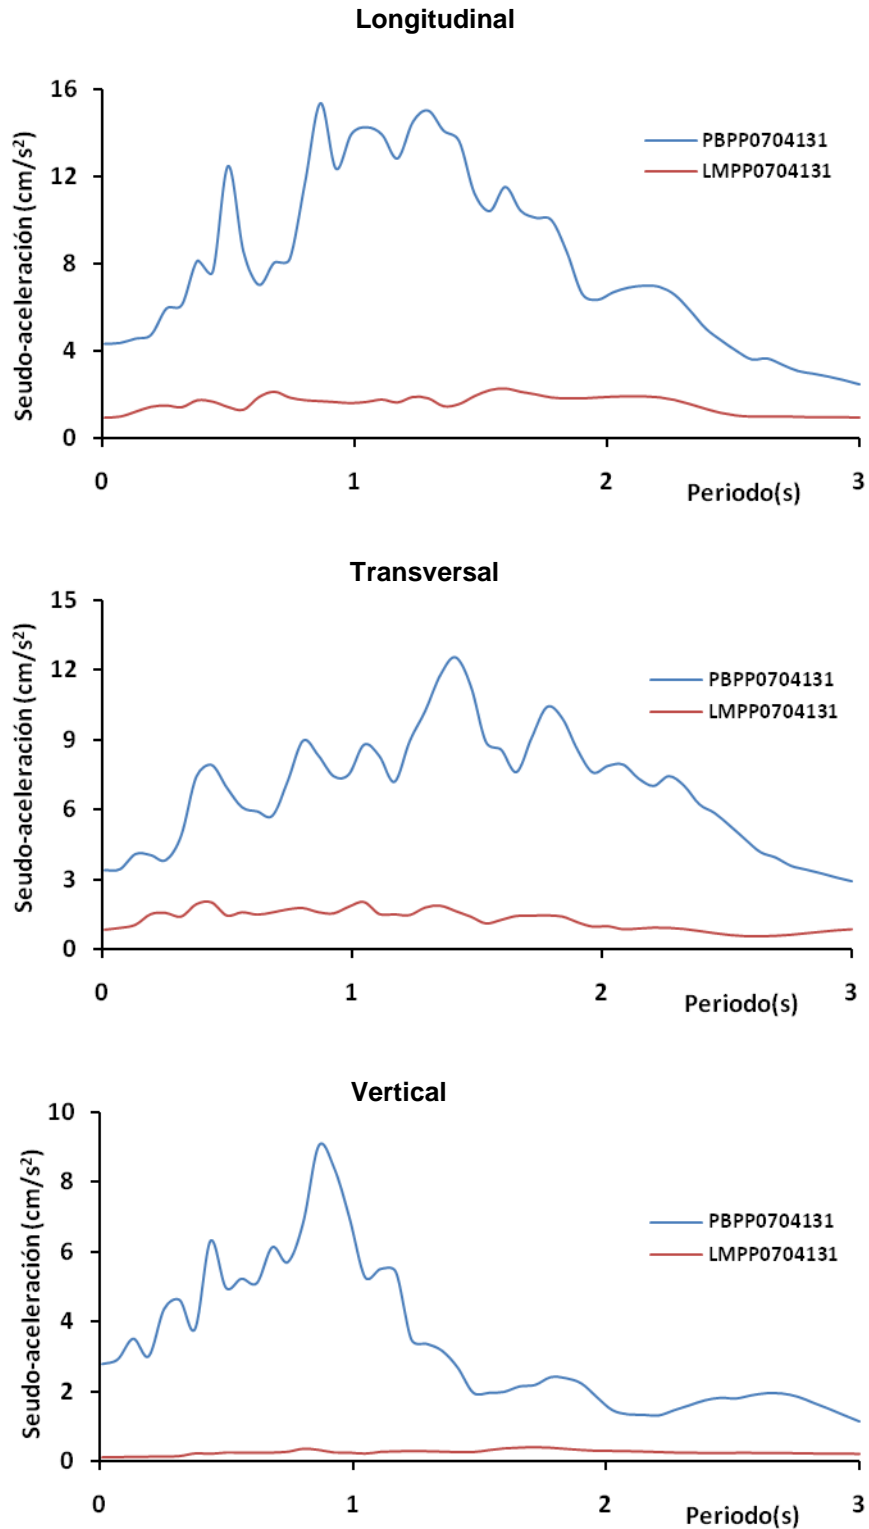 Longitudinal
16
12
8
4
0
Seudo-aceleración (cm/s²)
PBPP0704131
LMPP0704131
0 1 2 3
Periodo(s)
Transversal
15
12
9
6
3
0
Seudo-aceleración (cm/s²)
PBPP0704131
LMPP0704131
0 1 2 3
Periodo(s)
Vertical
10
8
6
4
2
0
Seudo-aceleración (cm/s²)
PBPP0704131
LMPP0704131
0 1 2 3
Periodo(s)